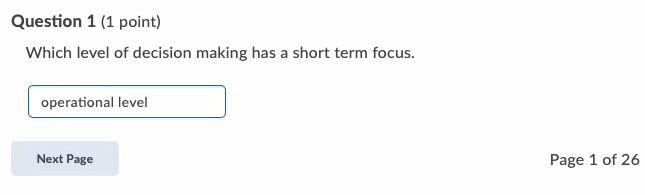 Question 1 (1 point)
Which level of decision making has a short term focus.
operational level
Next Page
Page 1 of 26